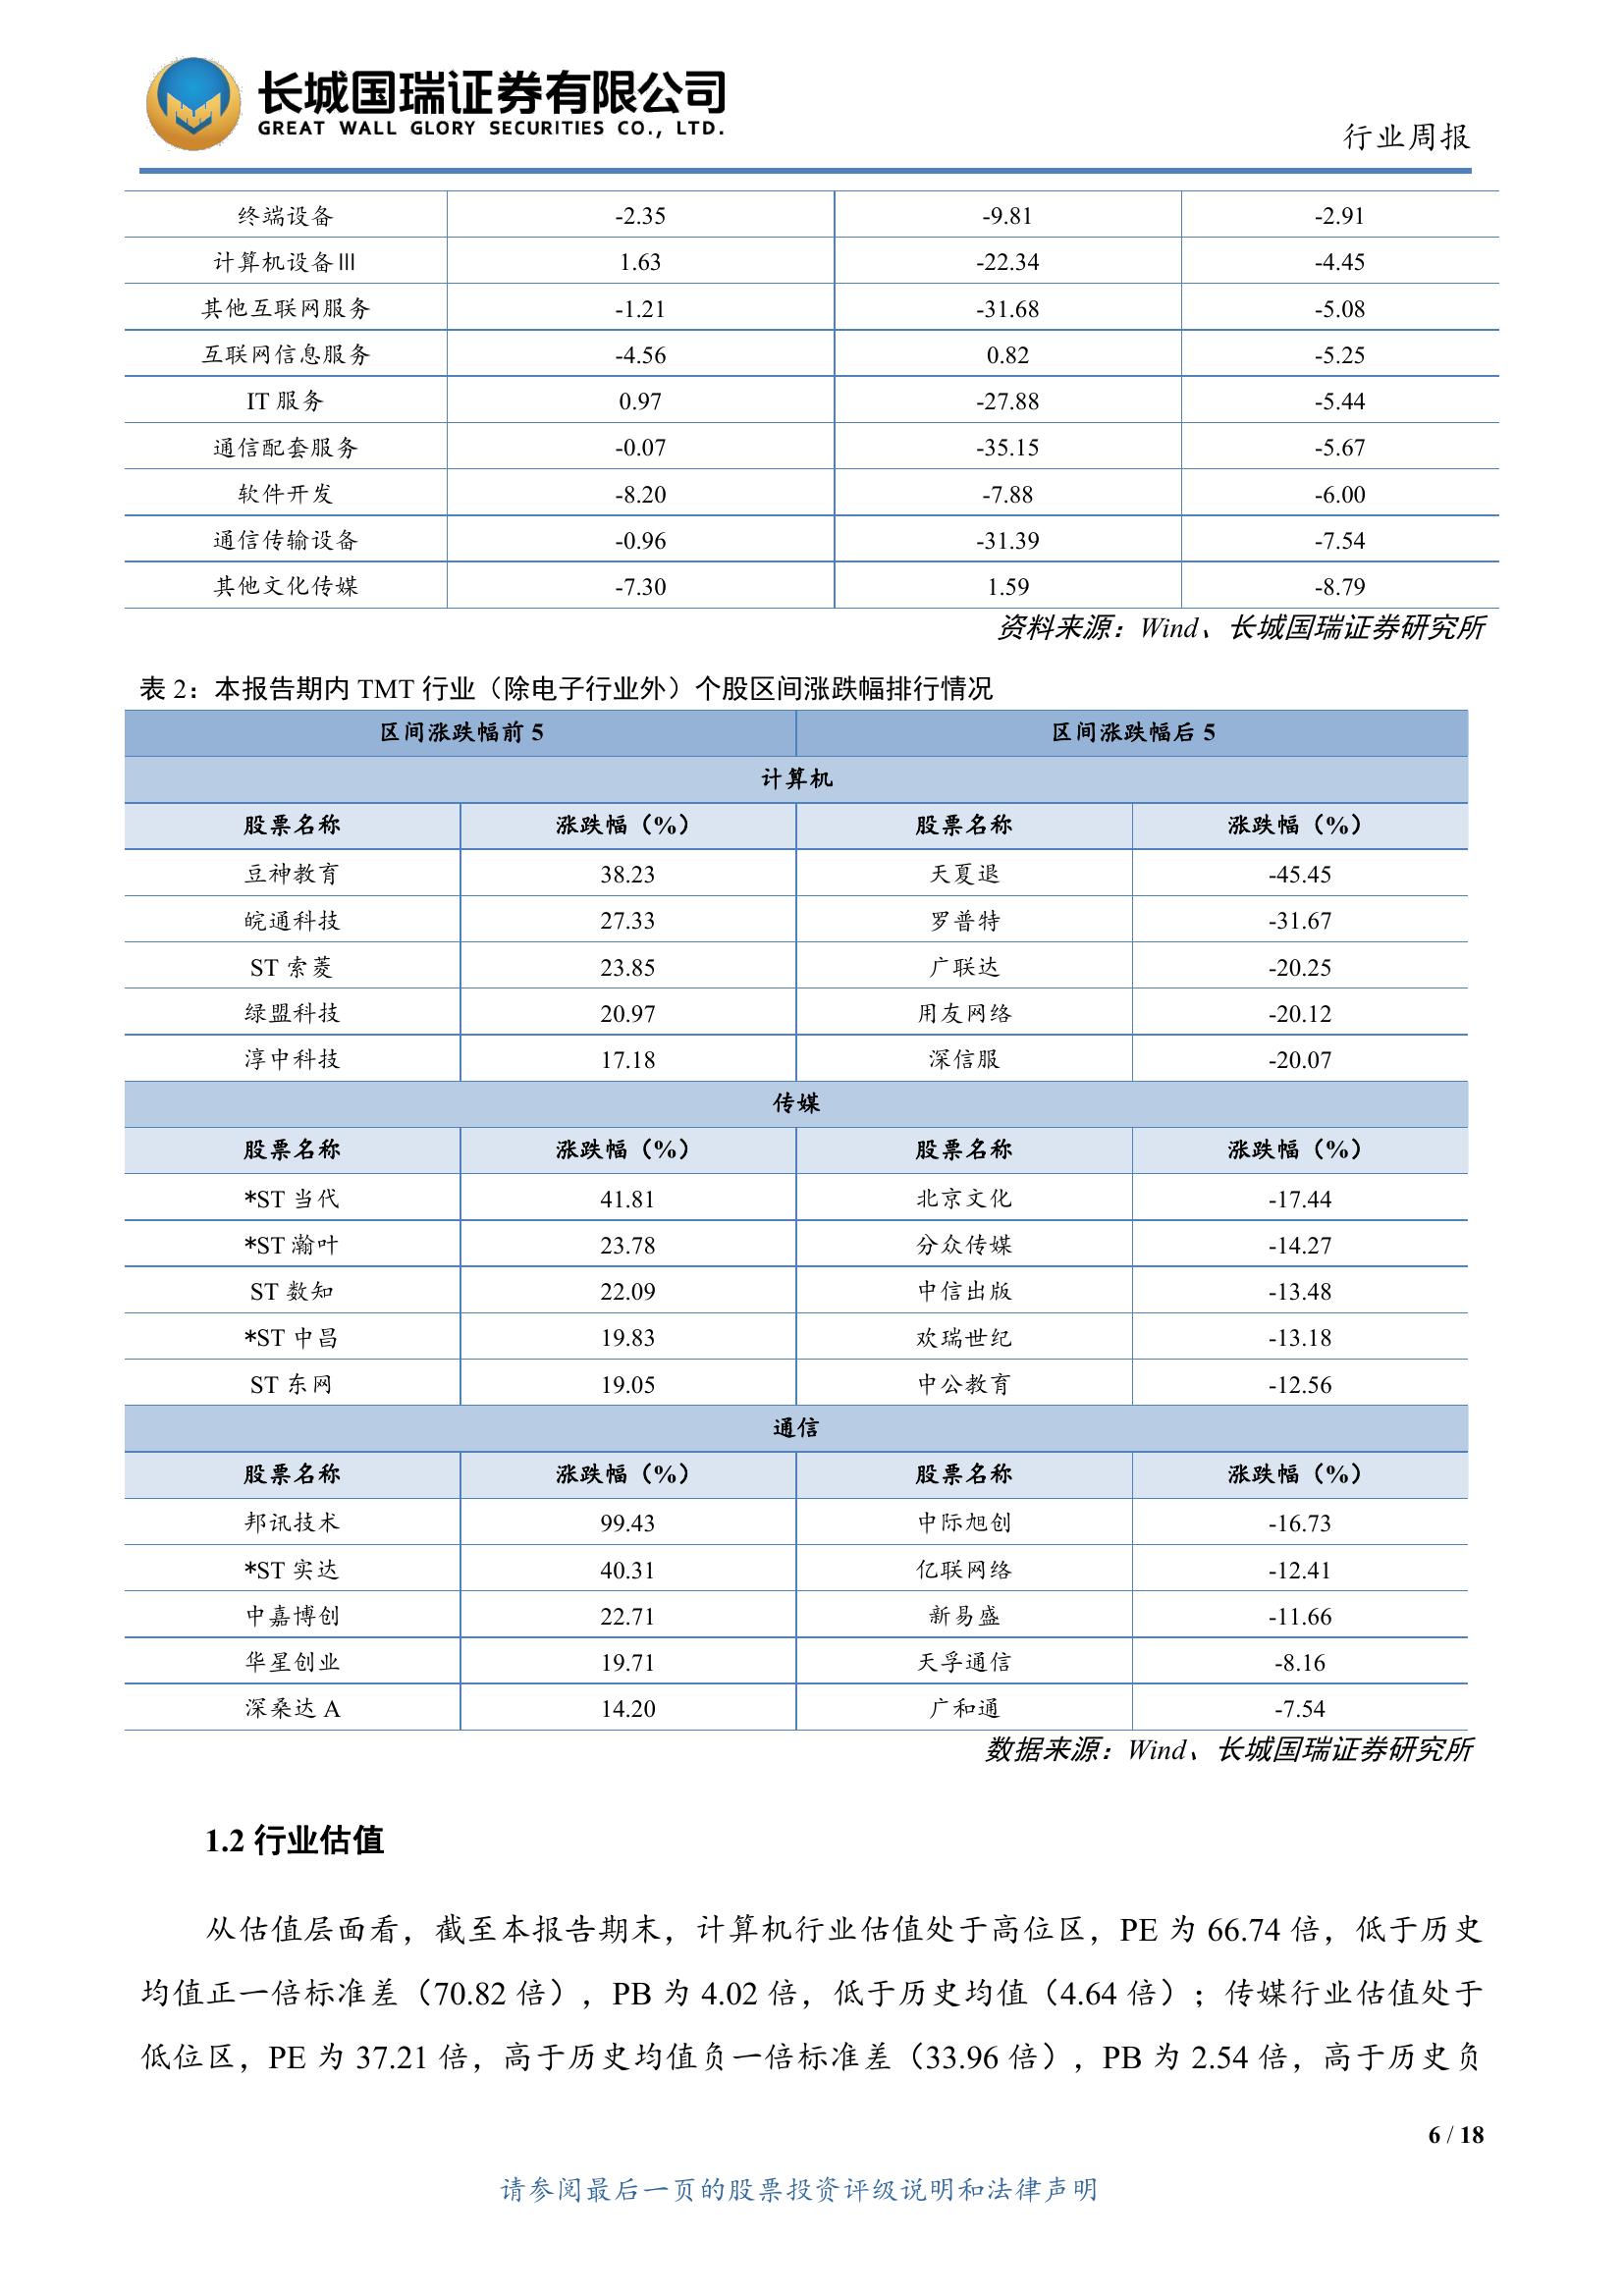 长城国瑞证券有限公司
GREAT WALL GLORY SECURITIES CO., LTD.
行业周报
终端设备 -2.35 -9.81 -2.91
计算机设备Ⅲ 1.63 -22.34 -4.45
其他互联网服务 -1.21 -31.68 -5.08
互联网信息服务 -4.56 0.82 -5.25
IT 服务 0.97 -27.88 -5.44
通信配套服务 -0.07 -35.15 -5.67
软件开发 -8.20 -7.88 -6.00
通信传输设备 -0.96 -31.39 -7.54
其他文化传媒 -7.30 1.59 -8.79
资料来源：Wind、长城国瑞证券研究所
表 2：本报告期内 TMT 行业（除电子行业外）个股区间涨跌幅排行情况
区间涨跌幅前 5 区间涨跌幅后 5
计算机
股票名称 涨跌幅（%） 股票名称 涨跌幅（%）
豆神教育 38.23 天夏退 -45.45
皖通科技 27.33 罗普特 -31.67
ST 索菱 23.85 广联达 -20.25
绿盟科技 20.97 用友网络 -20.12
淳中科技 17.18 深信服 -20.07
传媒
股票名称 涨跌幅（%） 股票名称 涨跌幅（%）
*ST 当代 41.81 北京文化 -17.44
*ST 瀚叶 23.78 分众传媒 -14.27
ST 数知 22.09 中信出版 -13.48
*ST 中昌 19.83 欢瑞世纪 -13.18
ST 东网 19.05 中公教育 -12.56
通信
股票名称 涨跌幅（%） 股票名称 涨跌幅（%）
邦讯技术 99.43 中际旭创 -16.73
*ST 实达 40.31 亿联网络 -12.41
中嘉博创 22.71 新易盛 -11.66
华星创业 19.71 天孚通信 -8.16
深桑达 A 14.20 广和通 -7.54
数据来源：Wind、长城国瑞证券研究所
1.2 行业估值
从估值层面看，截至本报告期末，计算机行业估值处于高位区，PE 为 66.74 倍，低于历史
均值正一倍标准差（70.82 倍），PB 为 4.02 倍，低于历史均值（4.64 倍）；传媒行业估值处于
低位区，PE 为 37.21 倍，高于历史均值负一倍标准差（33.96 倍），PB 为 2.54 倍，高于历史负
6 / 18
请参阅最后一页的股票投资评级说明和法律声明